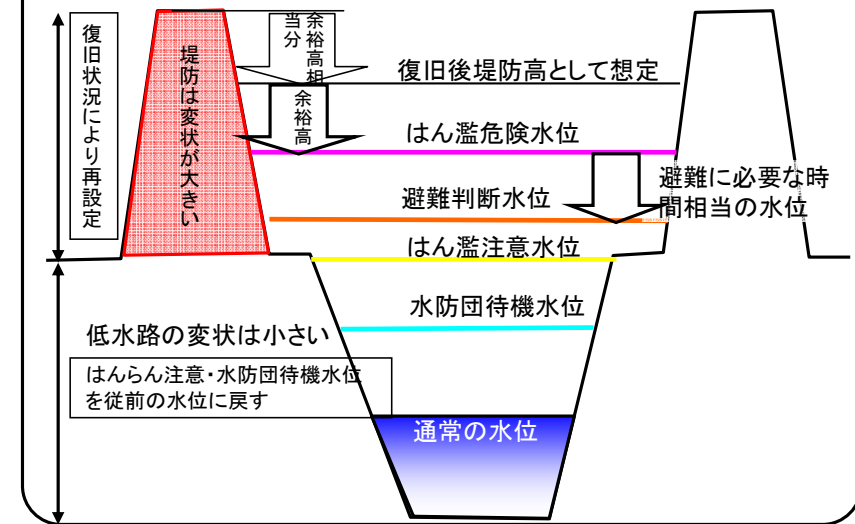 復旧状況により再設定
堤防は変状が大きい
余裕高相
当分
余裕高
復旧後堤防高として想定
はん濫危険水位
避難に必要な時
間相当の水位
避難判断水位
はん濫注意水位
水防団待機水位
低水路の変状は小さい
はんらん注意・水防団待機水位
を従前の水位に戻す
通常の水位